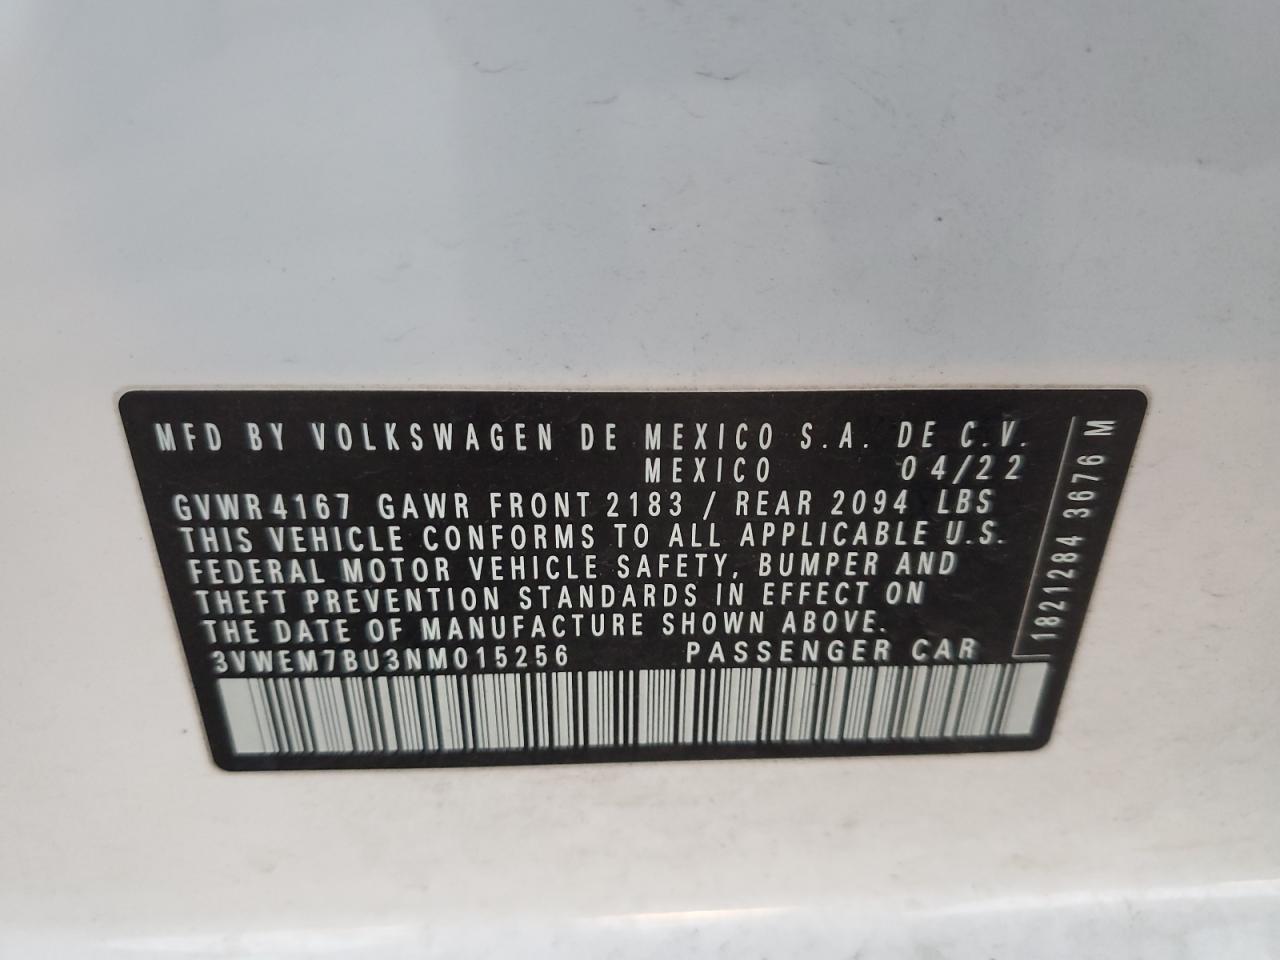 MFD BY VOLKSWAGEN DE MEXICO S.A. DE C.V.
MEXICO 04/22
GVWR 4167 GAWR FRONT 2183 / REAR 2094 LBS
THIS VEHICLE CONFORMS TO ALL APPLICABLE U.S.
FEDERAL MOTOR VEHICLE SAFETY, BUMPER AND
THEFT PREVENTION STANDARDS IN EFFECT ON
THE DATE OF MANUFACTURE SHOWN ABOVE.
3VWEM7BU3NM015256 PASSENGER CAR
1821284 3676 M